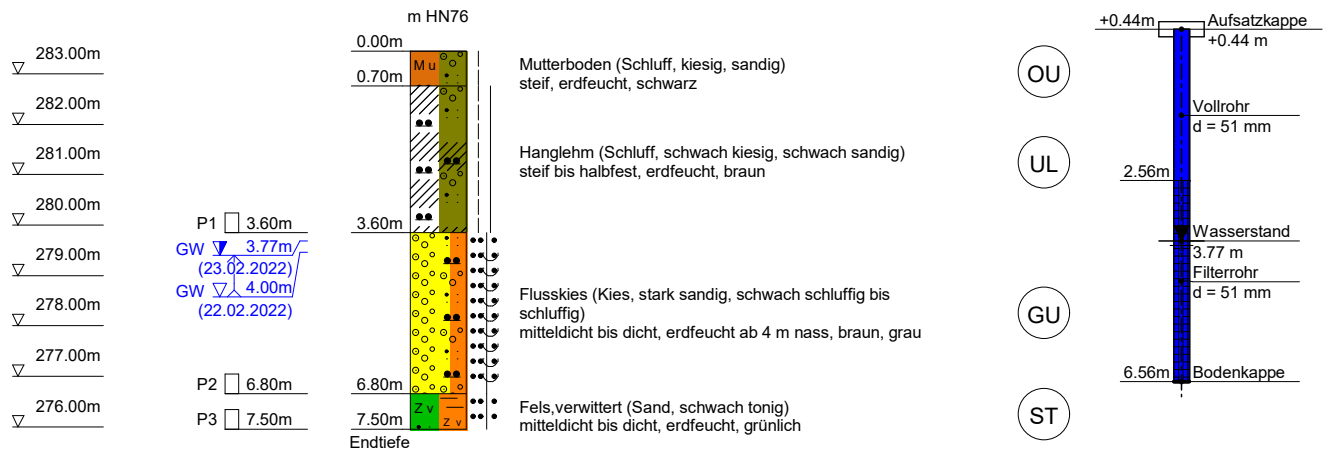 m HN76
283.00m
282.00m
281.00m
280.00m
279.00m
278.00m
277.00m
276.00m
P1 3.60m
GW 3.77m
(23.02.2022)
GW 4.00m
(22.02.2022)
P2 6.80m
P3 7.50m
0.00m
0.70m
3.60m
6.80m
7.50m
Endtiefe
Mu
Zv
Zv
Mutterboden (Schluff, kiesig, sandig)
steif, erdfeucht, schwarz
Hanglehm (Schluff, schwach kiesig, schwach sandig)
steif bis halbfest, erdfeucht, braun
Flusskies (Kies, stark sandig, schwach schluffig bis
schluffig)
mitteldicht bis dicht, erdfeucht ab 4 m nass, braun, grau
Fels,verwittert (Sand, schwach tonig)
mitteldicht bis dicht, erdfeucht, grünlich
OU
UL
GU
ST
+0.44m Aufsatzkappe
+0.44 m
Vollrohr
d = 51 mm
2.56m
Wasserstand
3.77 m
Filterrohr
d = 51 mm
6.56m Bodenkappe